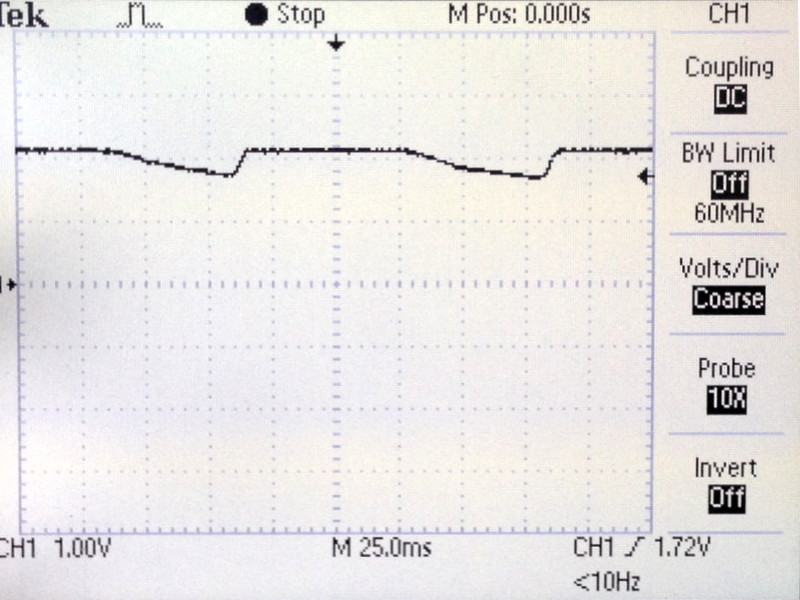 Tek Stop M Pos: 0.000s CH1
Coupling
DC
BW Limit
Off
60MHz
Volts/Div
Coarse
Probe
10X
Invert
Off
CH1 1.00V M 25.0ms CH1 1.72V
<10Hz